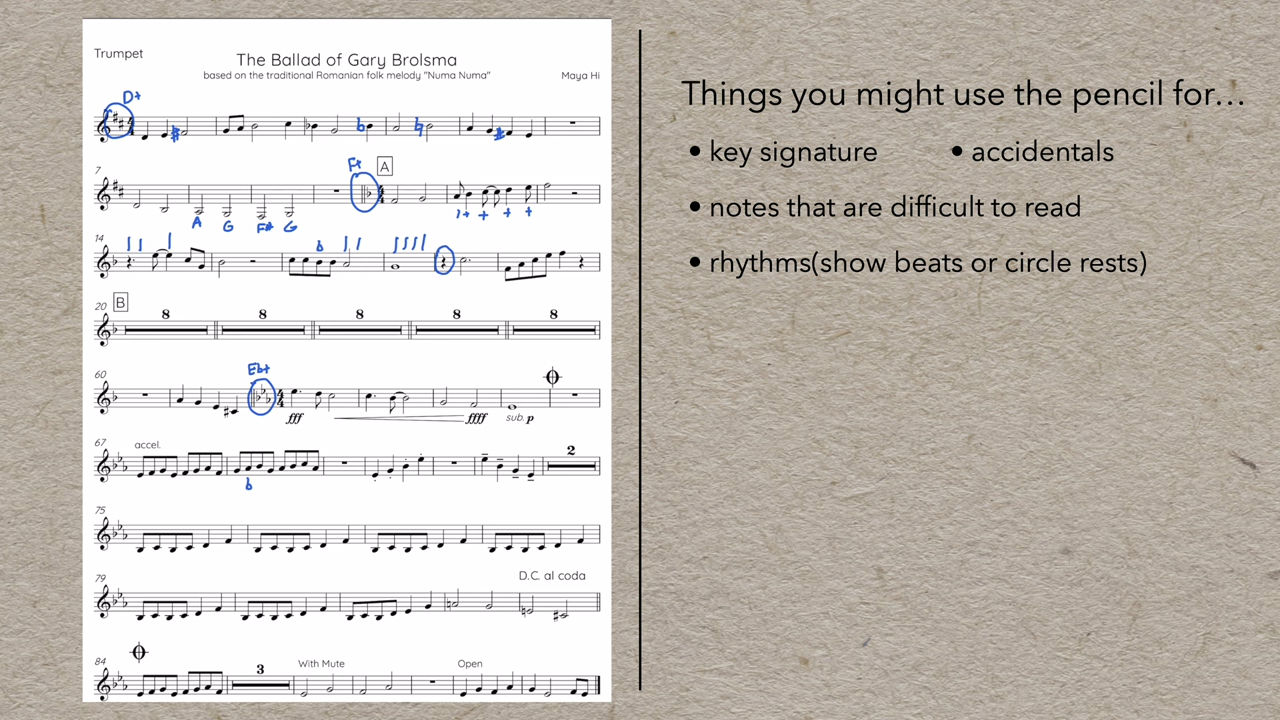 Trumpet
The Ballad of Gary Brolsma
based on the traditional Romanian folk melody "Numa Numa"
Maya Hi
D+
b
7
F+
A
A G F# G
1+ + + +
14
b
20
B
8 8 8 8 8
60
Eb+
fff
ffff
sub. p
67
accel.
2
b
75
79
D.C. al coda
84
3
With Mute
Open
Things you might use the pencil for...
• key signature • accidentals
• notes that are difficult to read
• rhythms(show beats or circle rests)